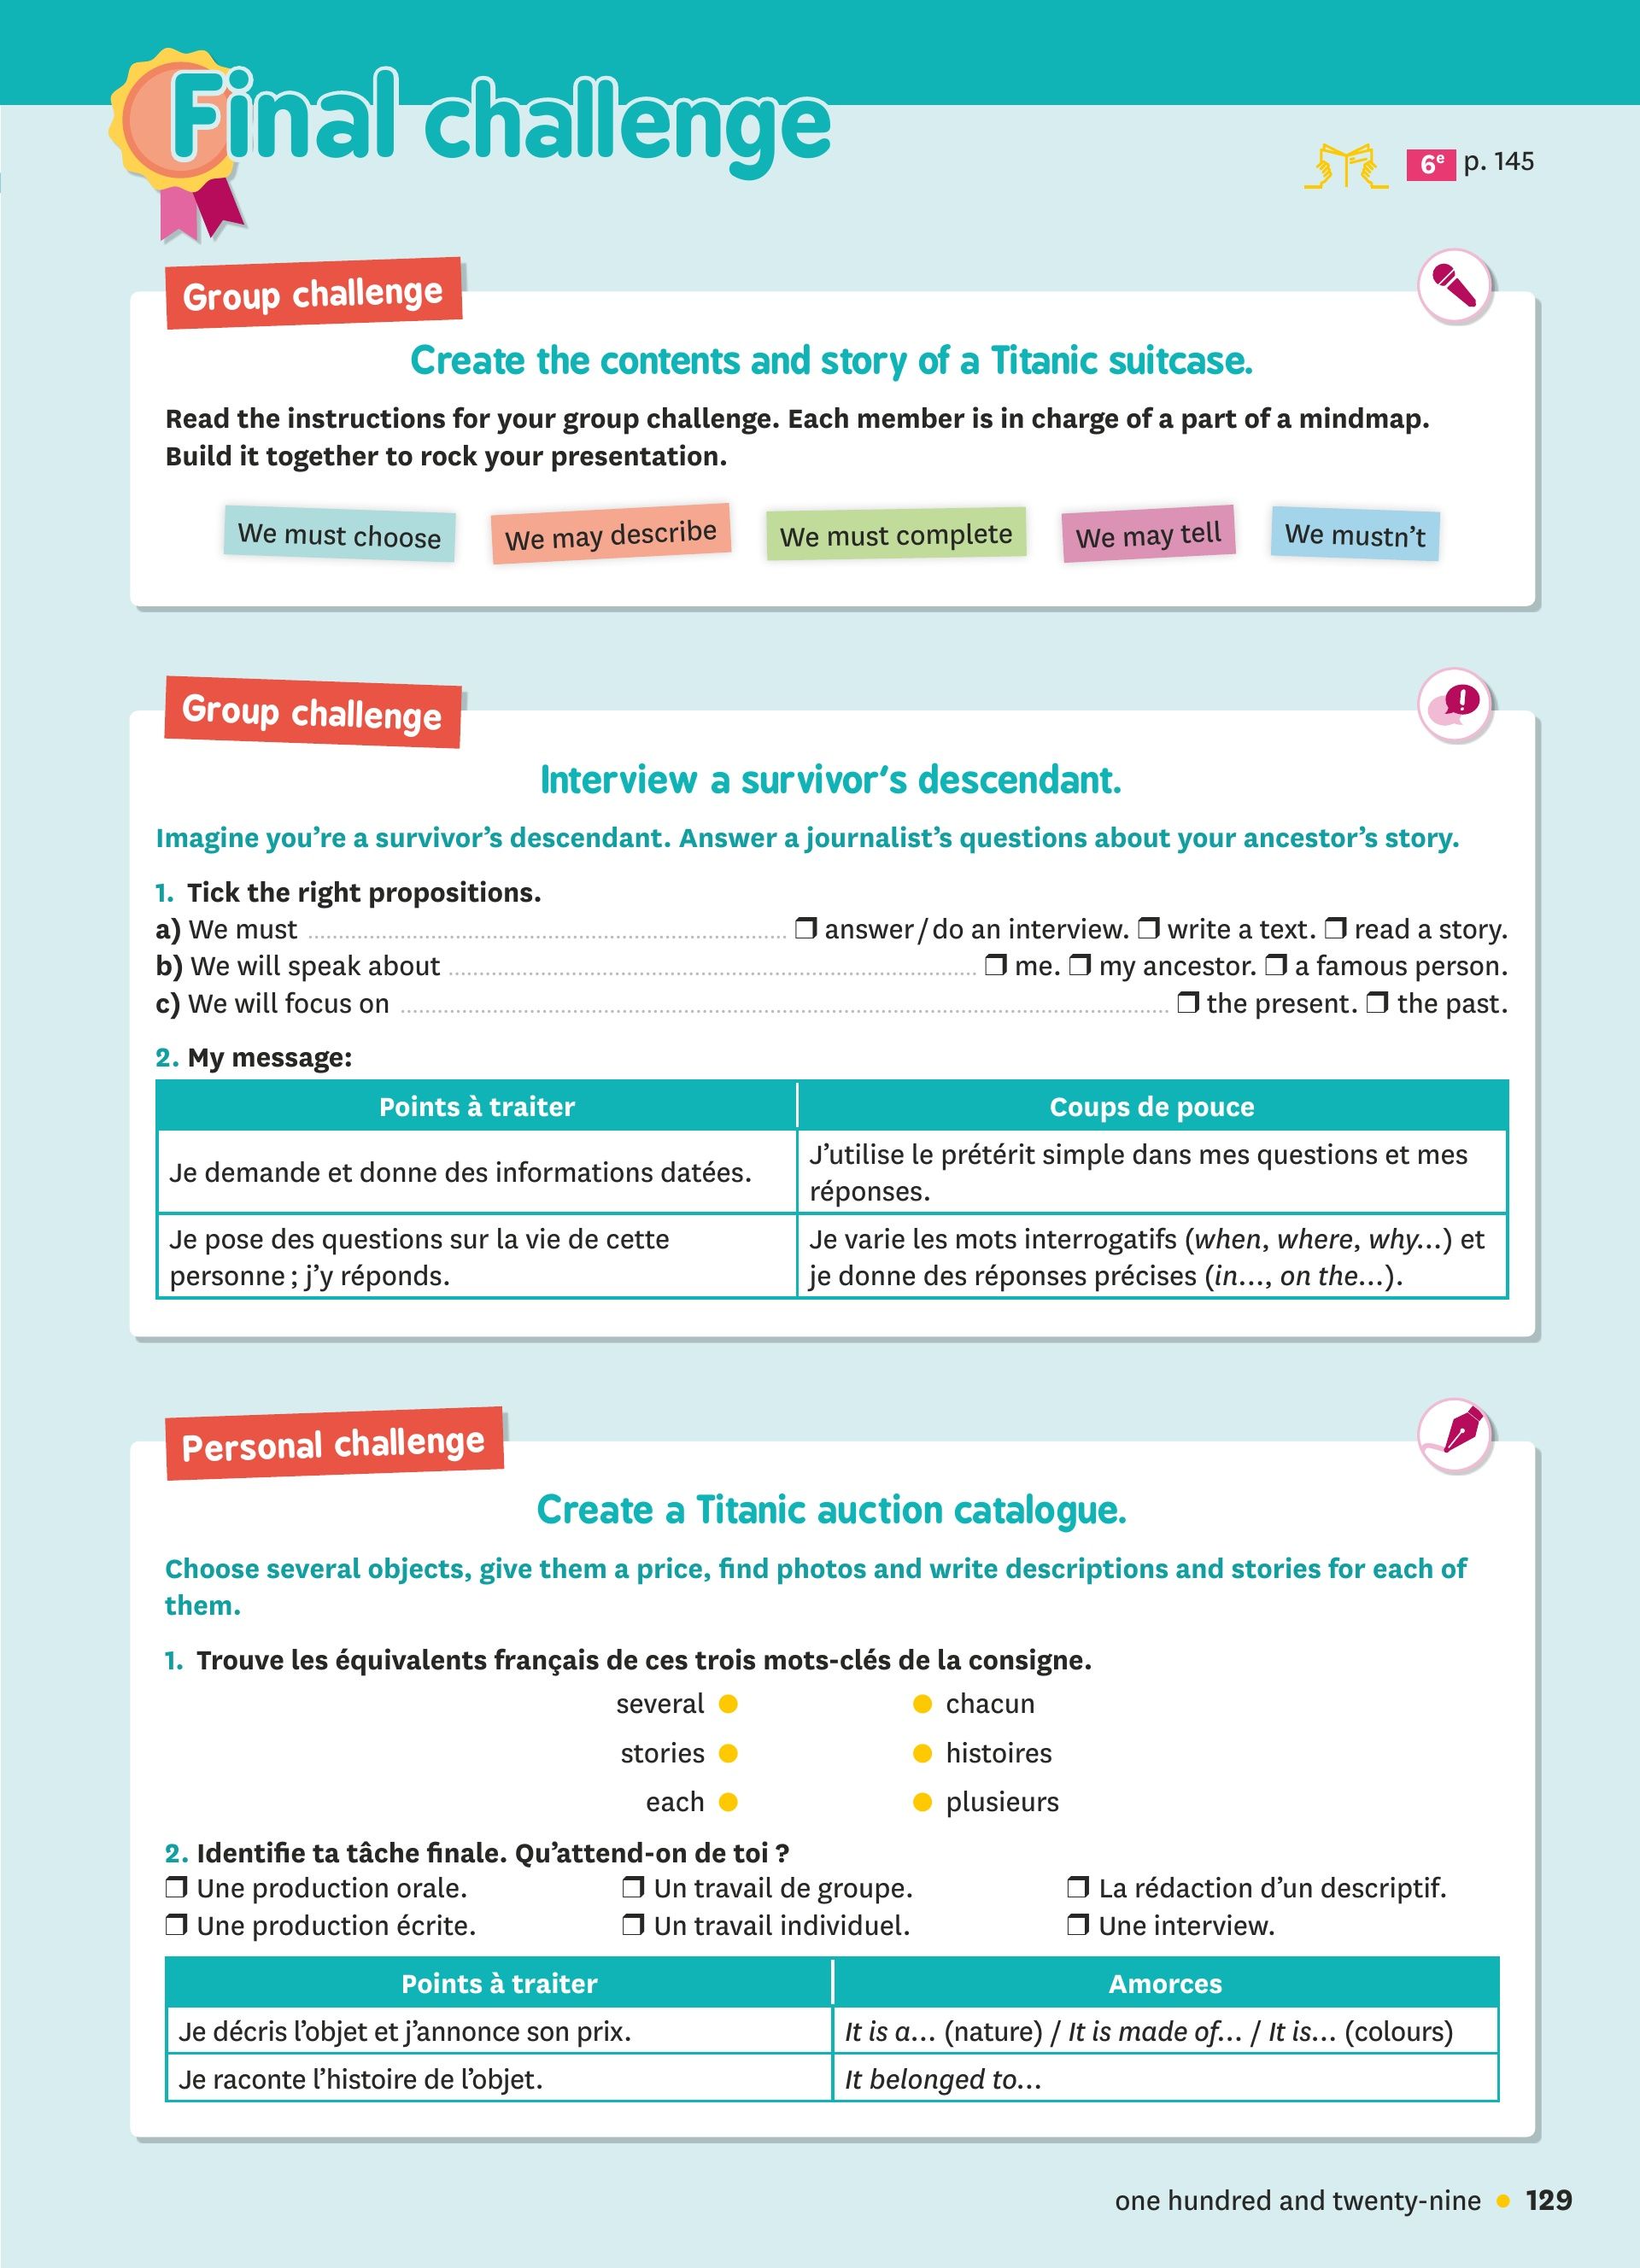 Final challenge
6e p. 145
Group challenge
Create the contents and story of a Titanic suitcase.
Read the instructions for your group challenge. Each member is in charge of a part of a mindmap.
Build it together to rock your presentation.
We must choose
We may describe
We must complete
We may tell
We mustn't
Group challenge
Interview a survivor's descendant.
Imagine you're a survivor's descendant. Answer a journalist's questions about your ancestor's story.
1. Tick the right propositions.
a) We must ........ ❒ answer / do an interview. ❒ write a text. ❒ read a story.
b) We will speak about ........ ❒ me. ❒ my ancestor. ❒ a famous person.
c) We will focus on ........ ❒ the present. ❒ the past.
2. My message:
Points à traiter Coups de pouce
Je demande et donne des informations datées. J'utilise le prétérit simple dans mes questions et mes
réponses.
Je pose des questions sur la vie de cette
personne ; j'y réponds.
Je varie les mots interrogatifs (when, where, why...) et
je donne des réponses précises (in..., on the...).
Personal challenge
Create a Titanic auction catalogue.
Choose several objects, give them a price, find photos and write descriptions and stories for each of
them.
1. Trouve les équivalents français de ces trois mots-clés de la consigne.
several ● ● chacun
stories ● ● histoires
each ● ● plusieurs
2. Identifie ta tâche finale. Qu'attend-on de toi ?
❒ Une production orale. ❒ Un travail de groupe. ❒ La rédaction d'un descriptif.
❒ Une production écrite. ❒ Un travail individuel. ❒ Une interview.
Points à traiter Amorces
Je décris l'objet et j'annonce son prix. It is a... (nature) / It is made of... / It is... (colours)
Je raconte l'histoire de l'objet. It belonged to...
one hundred and twenty-nine ● 129